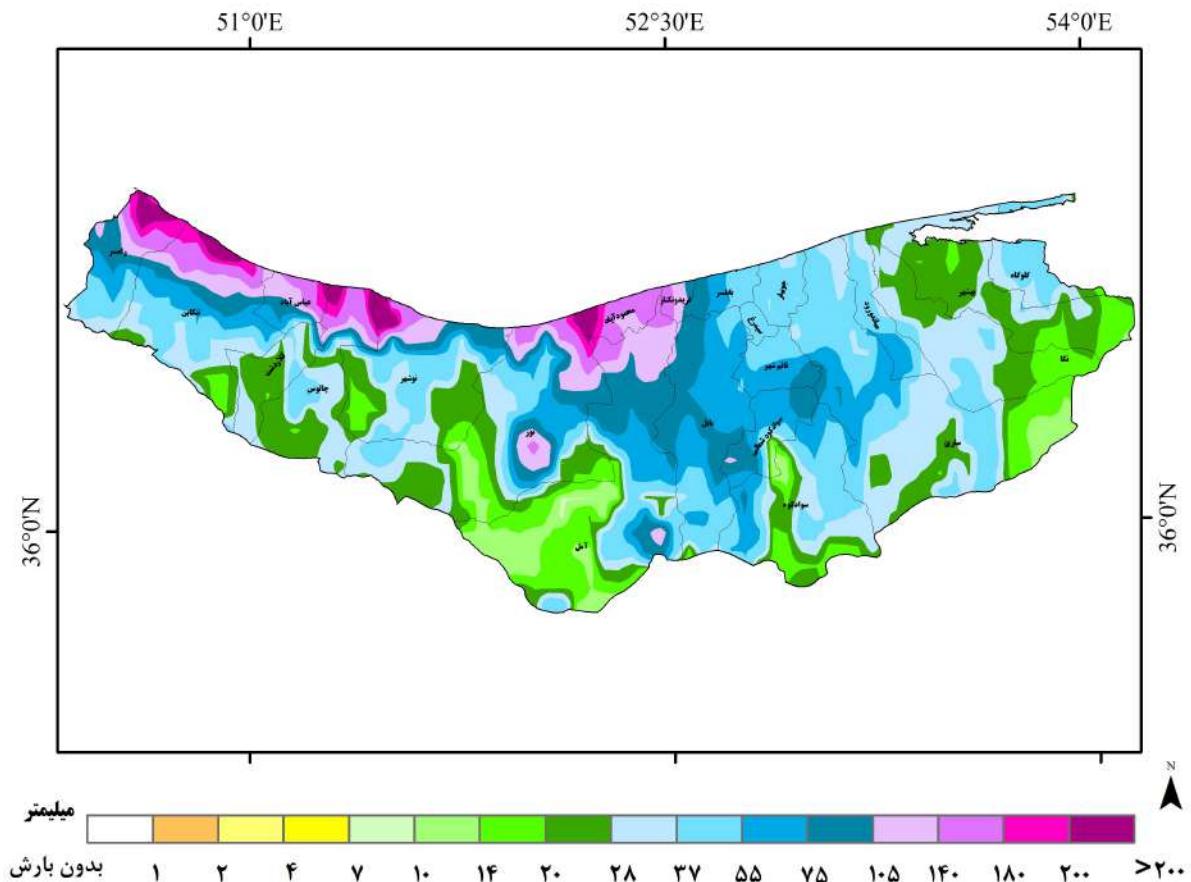 51°0'E 52°30'E 54°0'E
رامسر
تنکابن
عباس آباد
چالوس
نوشهر
نور
محمودآباد
فریدونکنار
بابلسر
جویبار
قائم شهر
بابل
آمل
سوادکوه
ساری
نکا
بهشهر
گلوگاه
36°0'N 36°0'N
N
میلیمتر
بدون بارش ۱ ۲ ۴ ۷ ۱۰ ۱۴ ۲۰ ۲۸ ۳۷ ۵۵ ۷۵ ۱۰۵ ۱۴۰ ۱۸۰ ۲۰۰ >۲۰۰